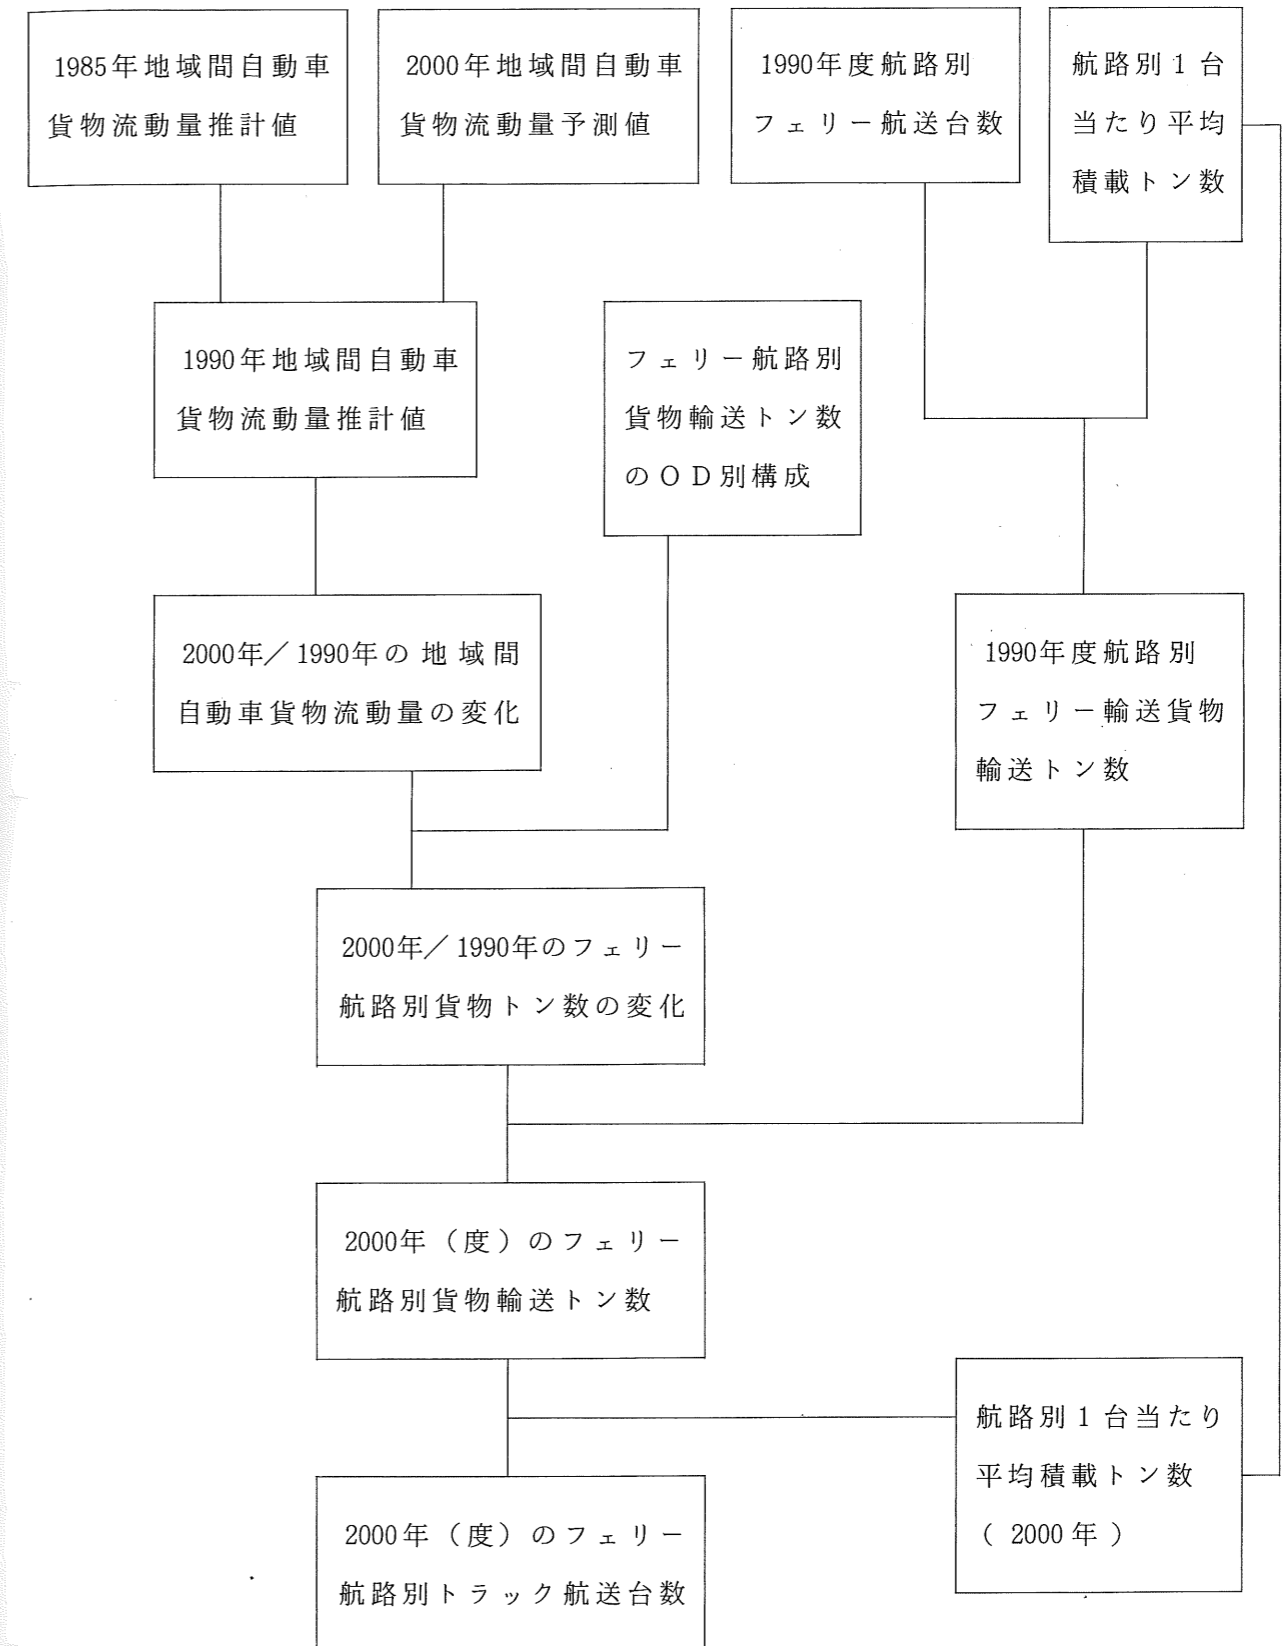 1985年地域間自動車
貨物流動量推計値
2000年地域間自動車
貨物流動量予測値
1990年度航路別
フェリー航送台数
航路別1台
当たり平均
積載トン数
1990年地域間自動車
貨物流動量推計値
フェリー航路別
貨物輸送トン数
のOD別構成
2000年/1990年の地域間
自動車貨物流動量の変化
1990年度航路別
フェリー輸送貨物
輸送トン数
2000年/1990年のフェリー
航路別貨物トン数の変化
2000年(度)のフェリー
航路別貨物輸送トン数
航路別1台当たり
平均積載トン数
(2000年)
2000年(度)のフェリー
航路別トラック航送台数